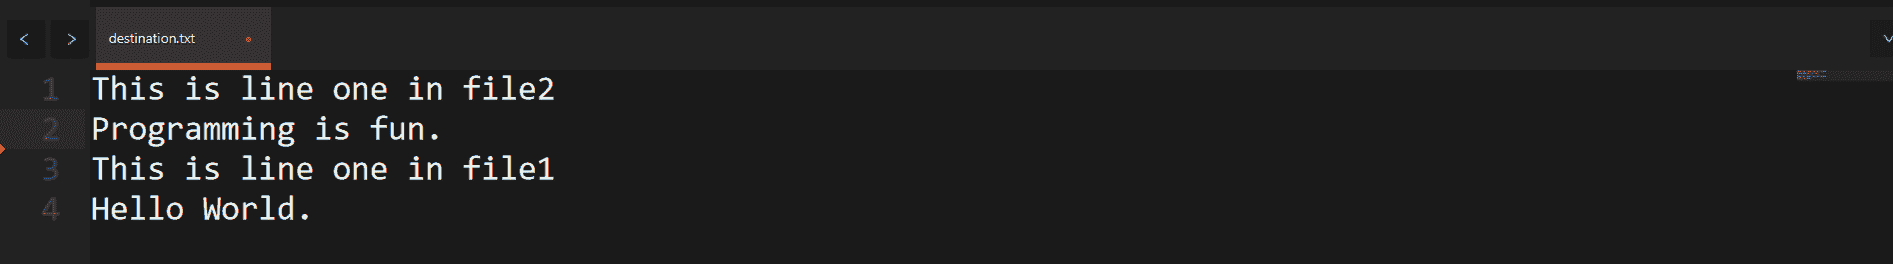 destination.txt
1 This is line one in file2
2 Programming is fun.
3 This is line one in file1
4 Hello World.